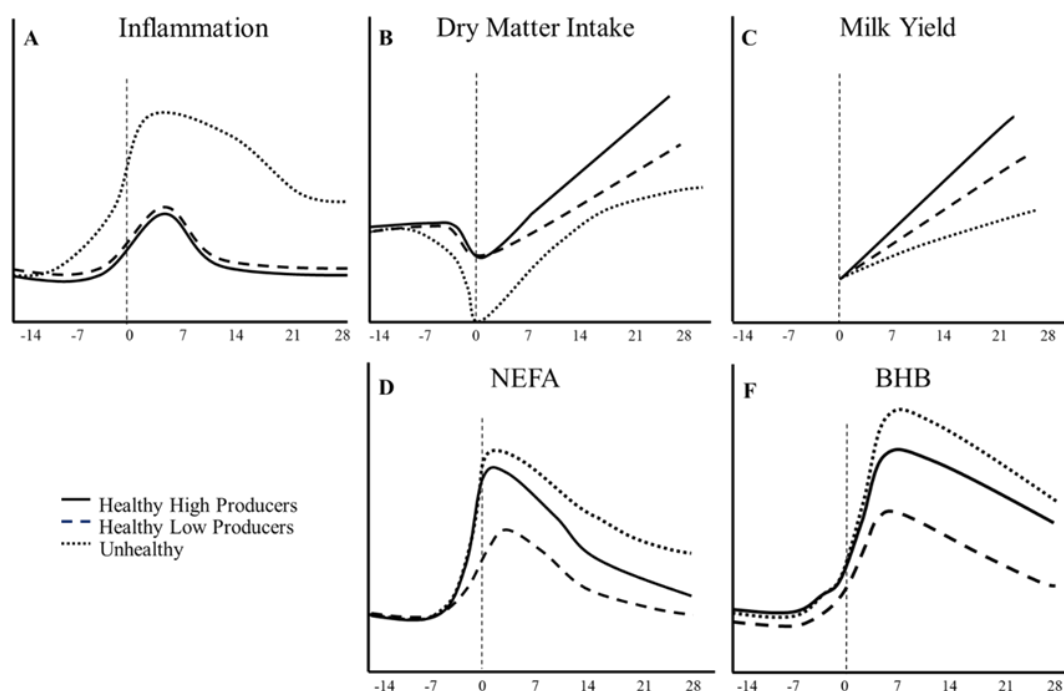 A Inflammation
-14 -7 0 7 14 21 28
B Dry Matter Intake
-14 -7 0 7 14 21 28
C Milk Yield
-14 -7 0 7 14 21 28
D NEFA
-14 -7 0 7 14 21 28
F BHB
-14 -7 0 7 14 21 28
Healthy High Producers
Healthy Low Producers
Unhealthy